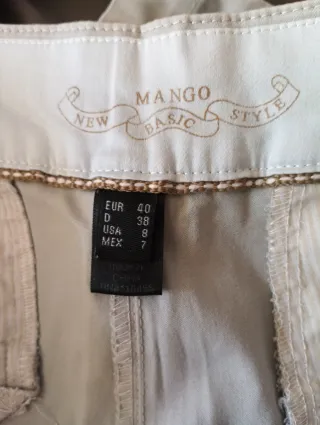 MANGO
NEW BASIC STYLE
EUR 40
D 38
USA 8
MEX 7